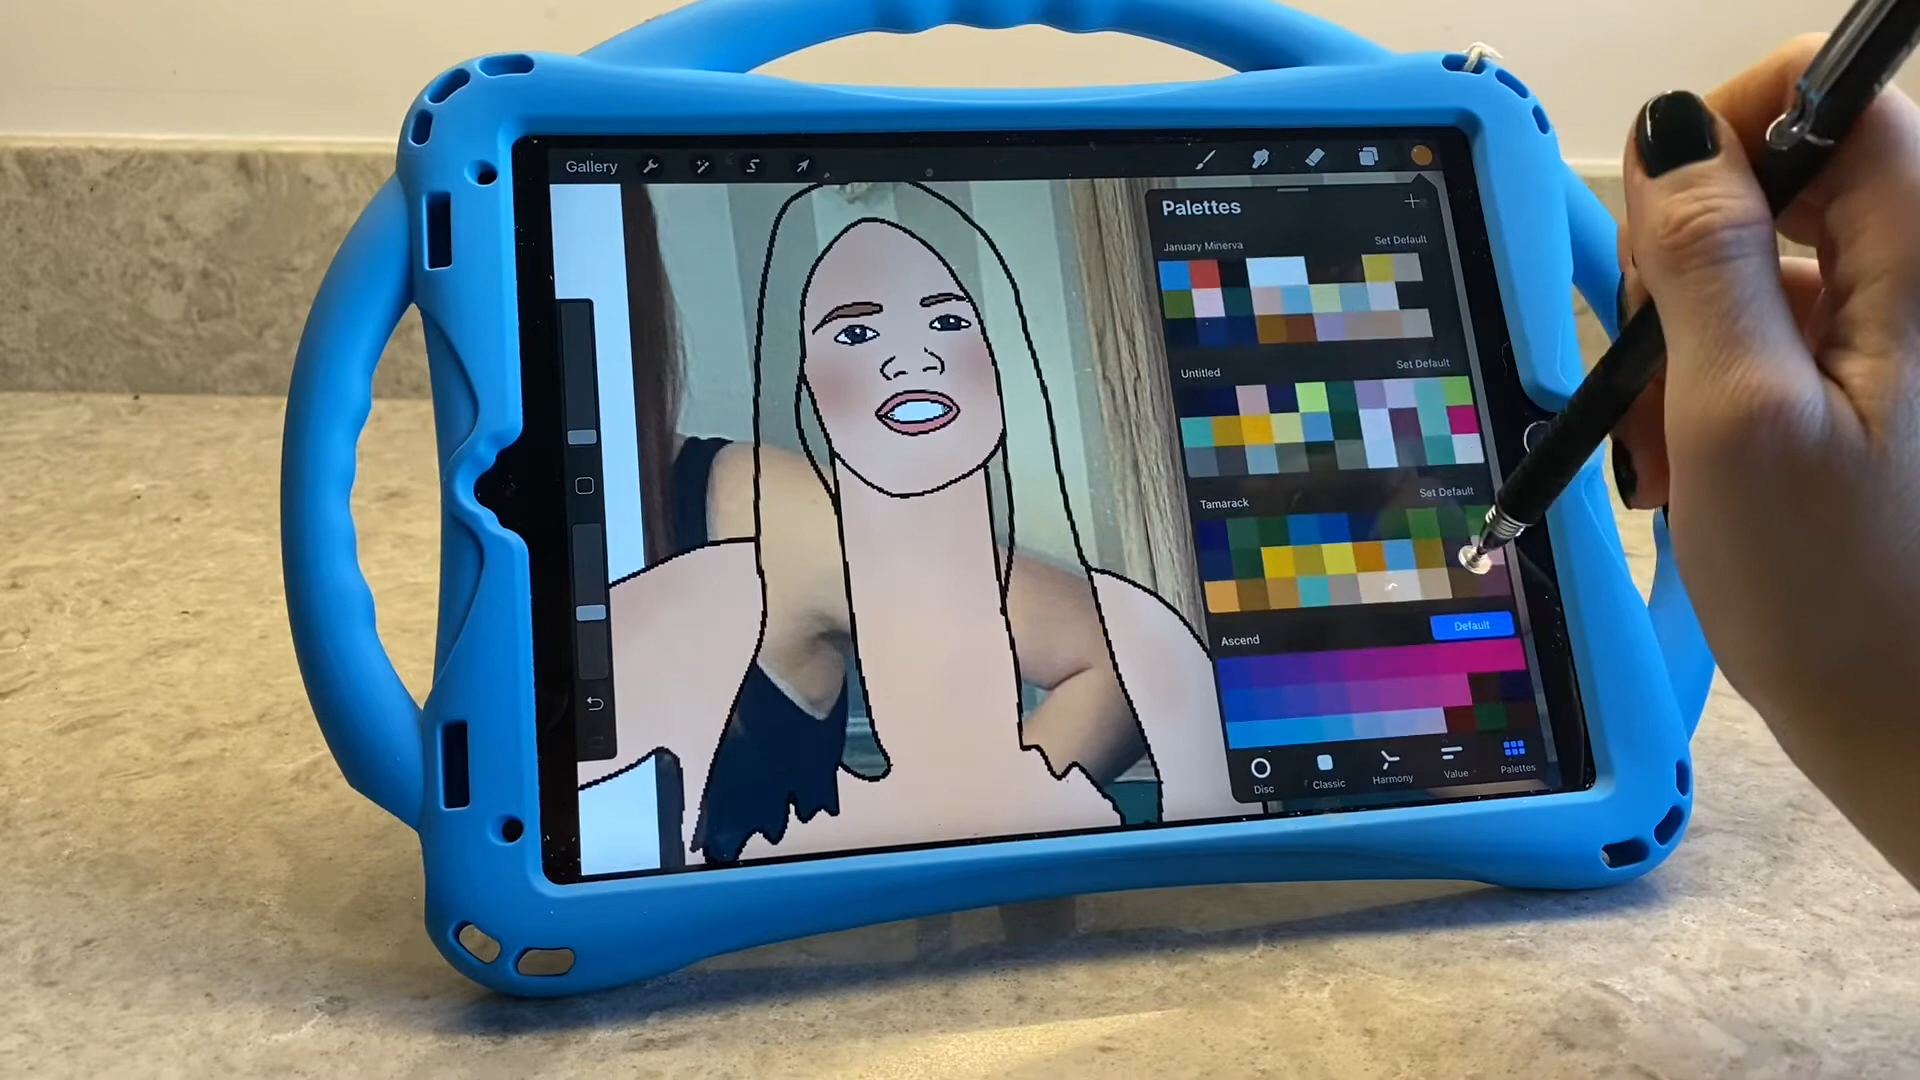 Gallery
Palettes
January Minerva Set Default
Untitled Set Default
Tamarack Set Default
Ascend Default
Disc Classic Harmony Value Palettes